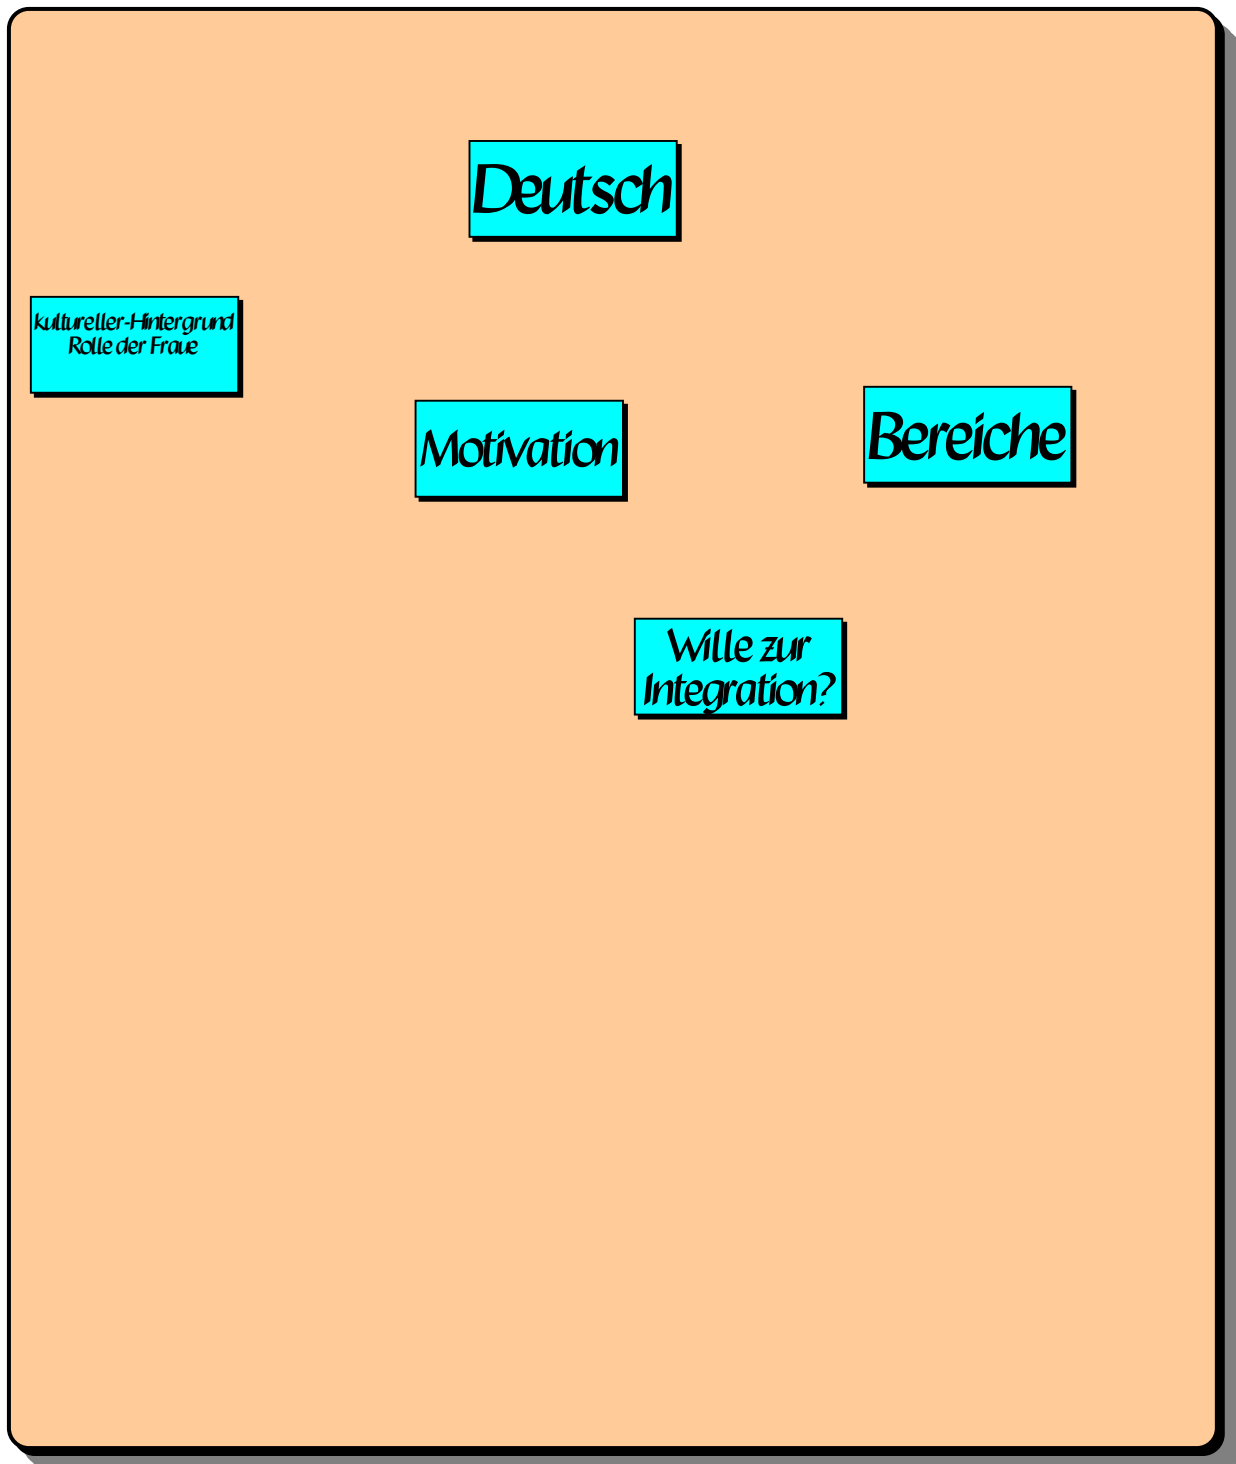 Deutsch
kultureller-Hintergrund
Rolle der Fraue
Motivation
Bereiche
Wille zur
Integration?